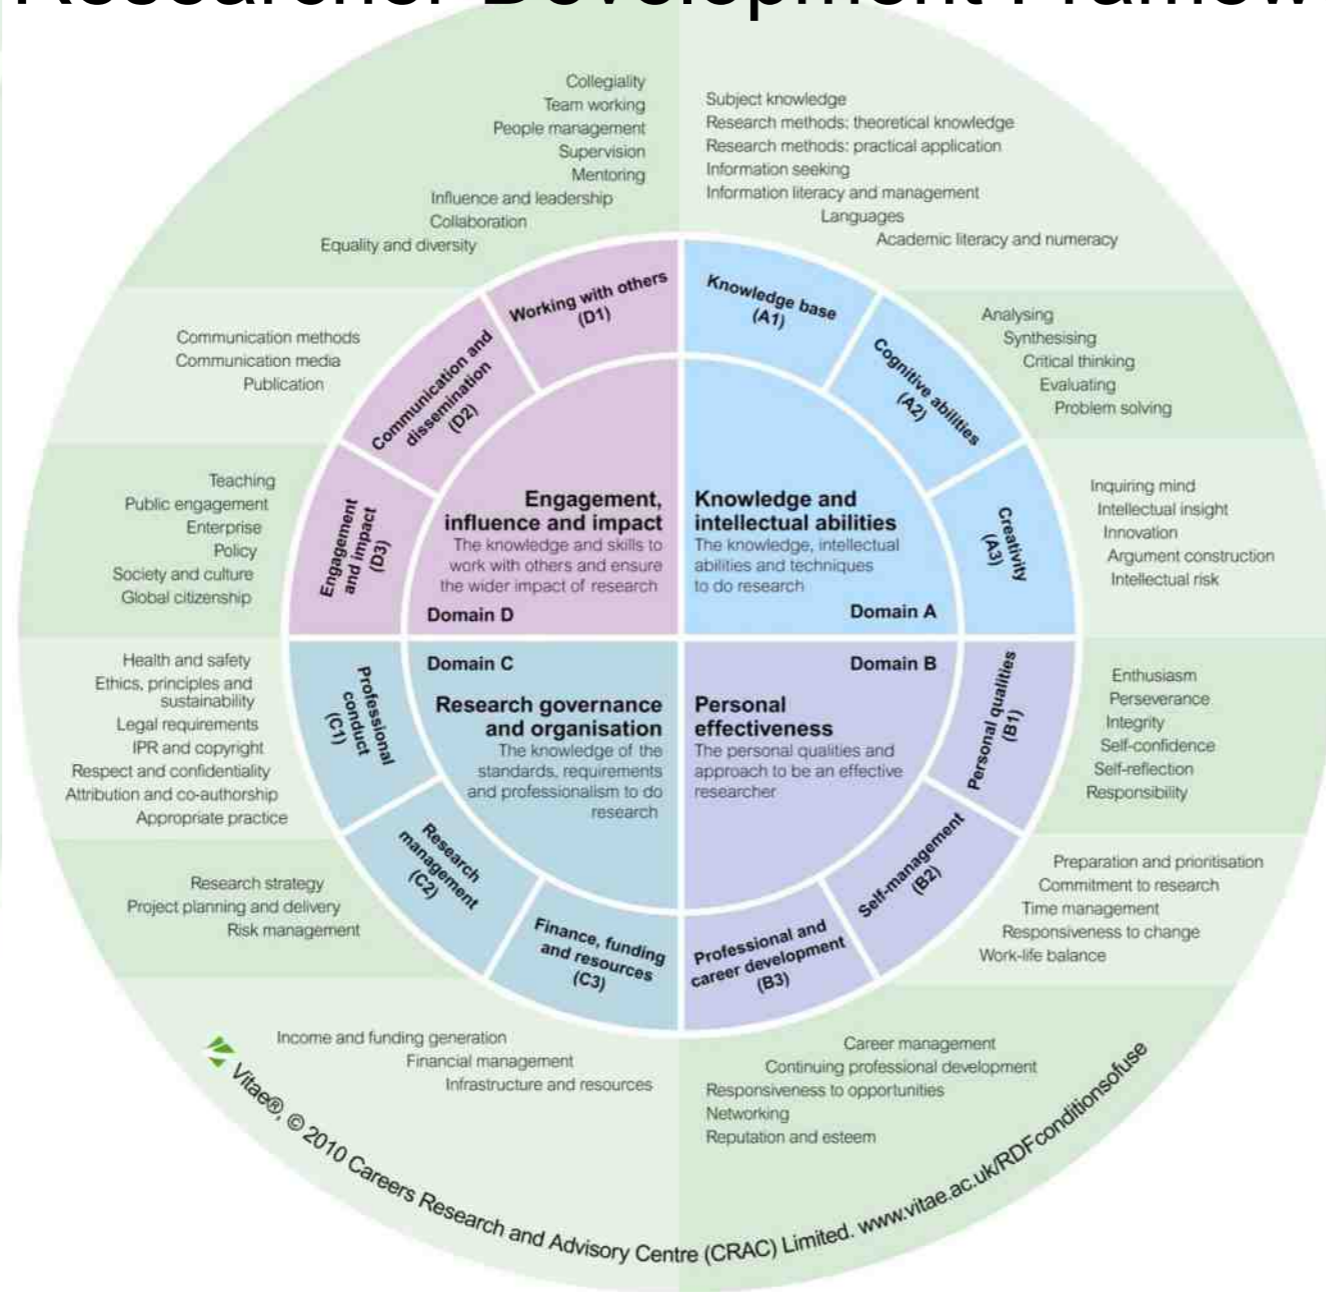 Researcher Development Framew
Collegiality
Team working
People management
Supervision
Mentoring
Influence and leadership
Collaboration
Equality and diversity
Subject knowledge
Research methods: theoretical knowledge
Research methods: practical application
Information seeking
Information literacy and management
Languages
Academic literacy and numeracy
Working with others
(D1)
Knowledge base
(A1)
Communication methods
Communication media
Publication
Communication and
dissemination
(D2)
Cognitive abilities
(A2)
Analysing
Synthesising
Critical thinking
Evaluating
Problem solving
Teaching
Public engagement
Enterprise
Policy
Society and culture
Global citizenship
Engagement
and impact
(D3)
Engagement,
influence and impact
The knowledge and skills to
work with others and ensure
the wider impact of research
Domain D
Knowledge and
intellectual abilities
The knowledge, intellectual
abilities and techniques
to do research
Domain A
Creativity
(A3)
Inquiring mind
Intellectual insight
Innovation
Argument construction
Intellectual risk
Health and safety
Ethics, principles and
sustainability
Legal requirements
IPR and copyright
Respect and confidentiality
Attribution and co-authorship
Appropriate practice
Professional
conduct
(C1)
Domain C
Research governance
and organisation
The knowledge of the
standards, requirements
and professionalism to do
research
Domain B
Personal
effectiveness
The personal qualities and
approach to be an effective
researcher
Personal qualities
(B1)
Enthusiasm
Perseverance
Integrity
Self-confidence
Self-reflection
Responsibility
Research strategy
Project planning and delivery
Risk management
Research
management
(C2)
Self-management
(B2)
Preparation and prioritisation
Commitment to research
Time management
Responsiveness to change
Work-life balance
Finance, funding
and resources
(C3)
Professional and
career development
(B3)
Income and funding generation
Financial management
Infrastructure and resources
Career management
Continuing professional development
Responsiveness to opportunities
Networking
Reputation and esteem
Vitae®, © 2010 Careers Research and Advisory Centre (CRAC) Limited. www.vitae.ac.uk/RDFconditionsofuse